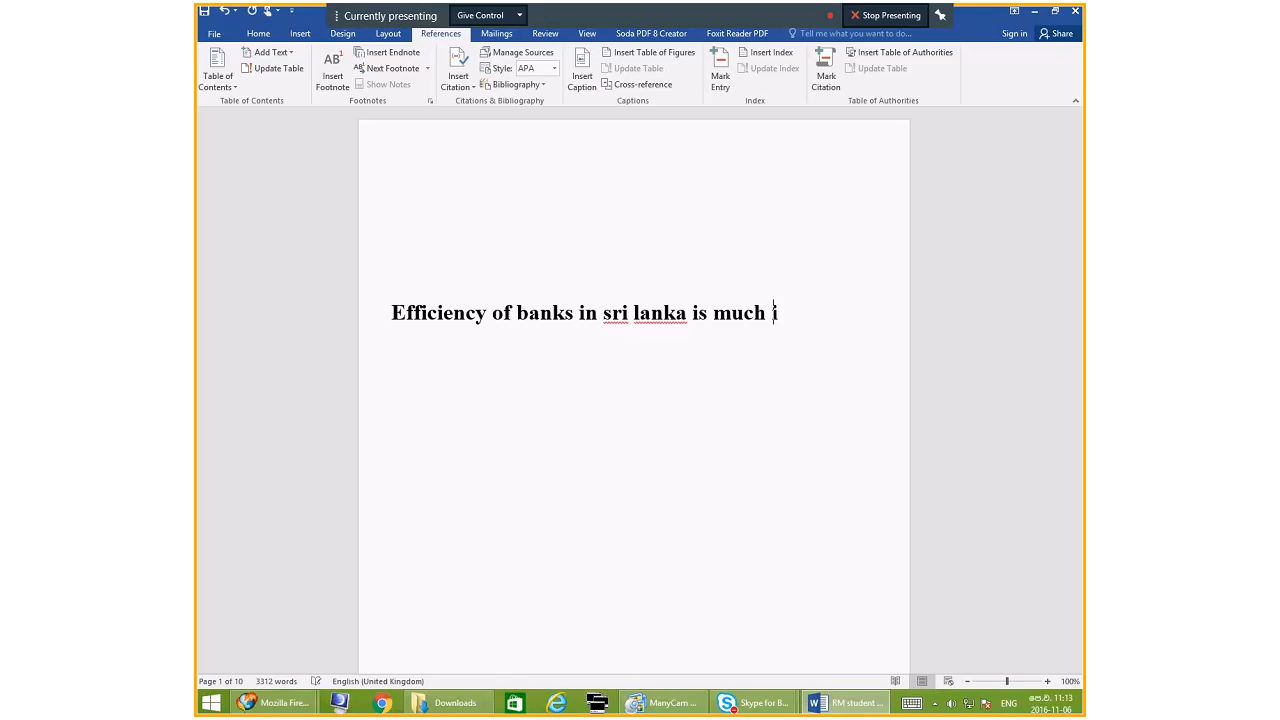 Currently presenting
Give Control
Stop Presenting
File Home Insert Design Layout References Mailings Review View Soda PDF 8 Creator Foxit Reader PDF Tell me what you want to do... Sign in Share
Table of Contents
Add Text
Update Table
Table of Contents
AB1
Insert Footnote
Insert Endnote
Next Footnote
Show Notes
Footnotes
Insert Citation
Manage Sources
Style: APA
Bibliography
Citations & Bibliography
Insert Caption
Insert Table of Figures
Update Table
Cross-reference
Captions
Mark Entry
Insert Index
Update Index
Index
Mark Citation
Insert Table of Authorities
Update Table
Table of Authorities
Efficiency of banks in sri lanka is much i
Page 1 of 10 3312 words English (United Kingdom) 100%
Mozilla Fire... Downloads ManyCam ... Skype for B... RM student ... ENG
11:13
2016-11-06